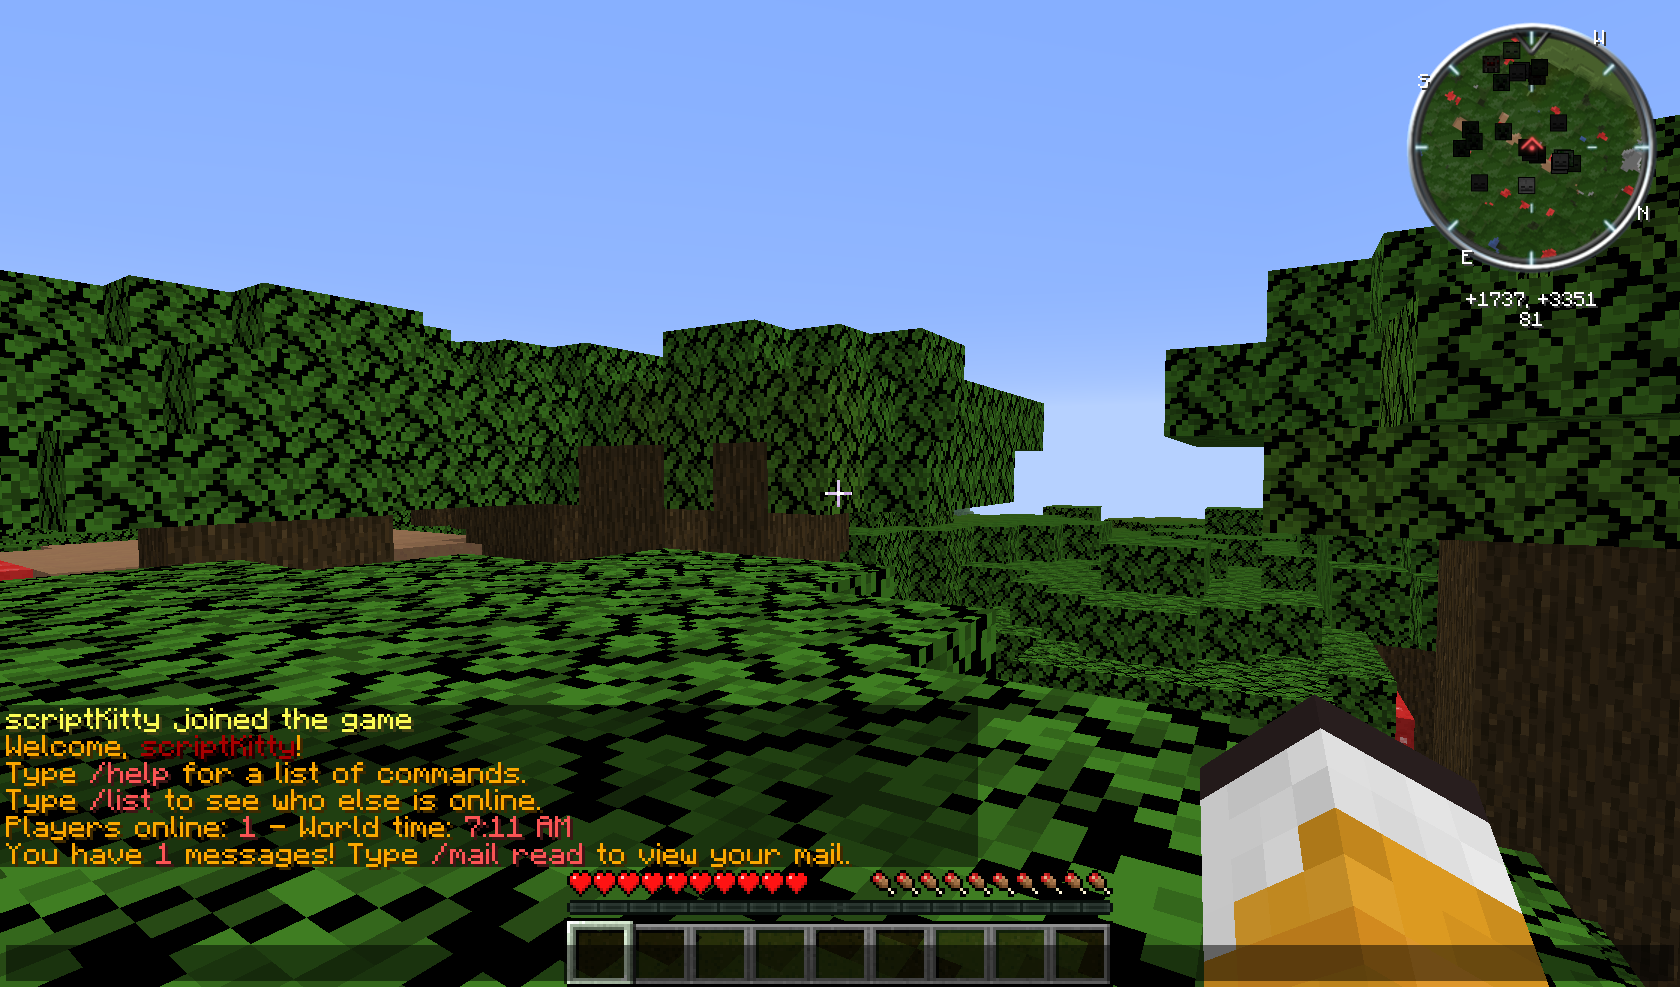 W
S
N
E
+1737, +3351
81
scriptKitty joined the game
Welcome, scriptKitty!
Type /help for a list of commands.
Type /list to see who else is online.
Players online: 1 - World time: 7:11 AM
You have 1 messages! Type /mail read to view your mail.